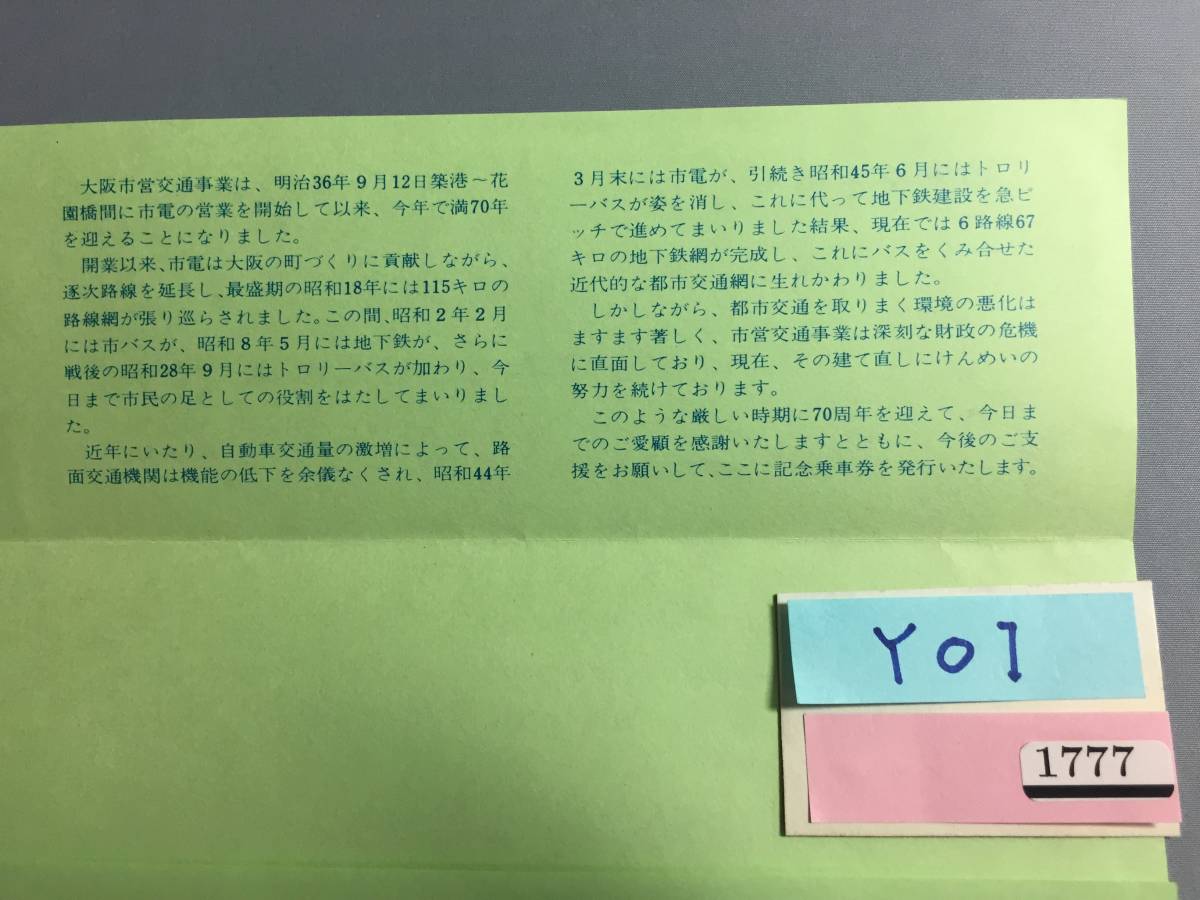 大阪市営交通事業は、明治36年9月12日築港～花
園橋間に市電の営業を開始して以来、今年で満70年
を迎えることになりました。
開業以来、市電は大阪の町づくりに貢献しながら、
逐次路線を延長し、最盛期の昭和18年には115キロの
路線網が張り巡らされました。この間、昭和2年2月
には市バスが、昭和8年5月には地下鉄が、さらに
戦後の昭和28年9月にはトロリーバスが加わり、今
日まで市民の足としての役割をはたしてまいりまし
た。
近年にいたり、自動車交通量の激増によって、路
面交通機関は機能の低下を余儀なくされ、昭和44年
3月末には市電が、引続き昭和45年6月にはトロリ
ーバスが姿を消し、これに代って地下鉄建設を急ピ
ッチで進めてまいりました結果、現在では6路線67
キロの地下鉄網が完成し、これにバスをくみ合せた
近代的な都市交通網に生れかわりました。
しかしながら、都市交通を取りまく環境の悪化は
ますます著しく、市営交通事業は深刻な財政の危機
に直面しており、現在、その建て直しにけんめいの
努力を続けております。
このような厳しい時期に70周年を迎えて、今日ま
でのご愛顧を感謝いたしますとともに、今後のご支
援をお願いして、ここに記念乗車券を発行いたします。
Y01
1777